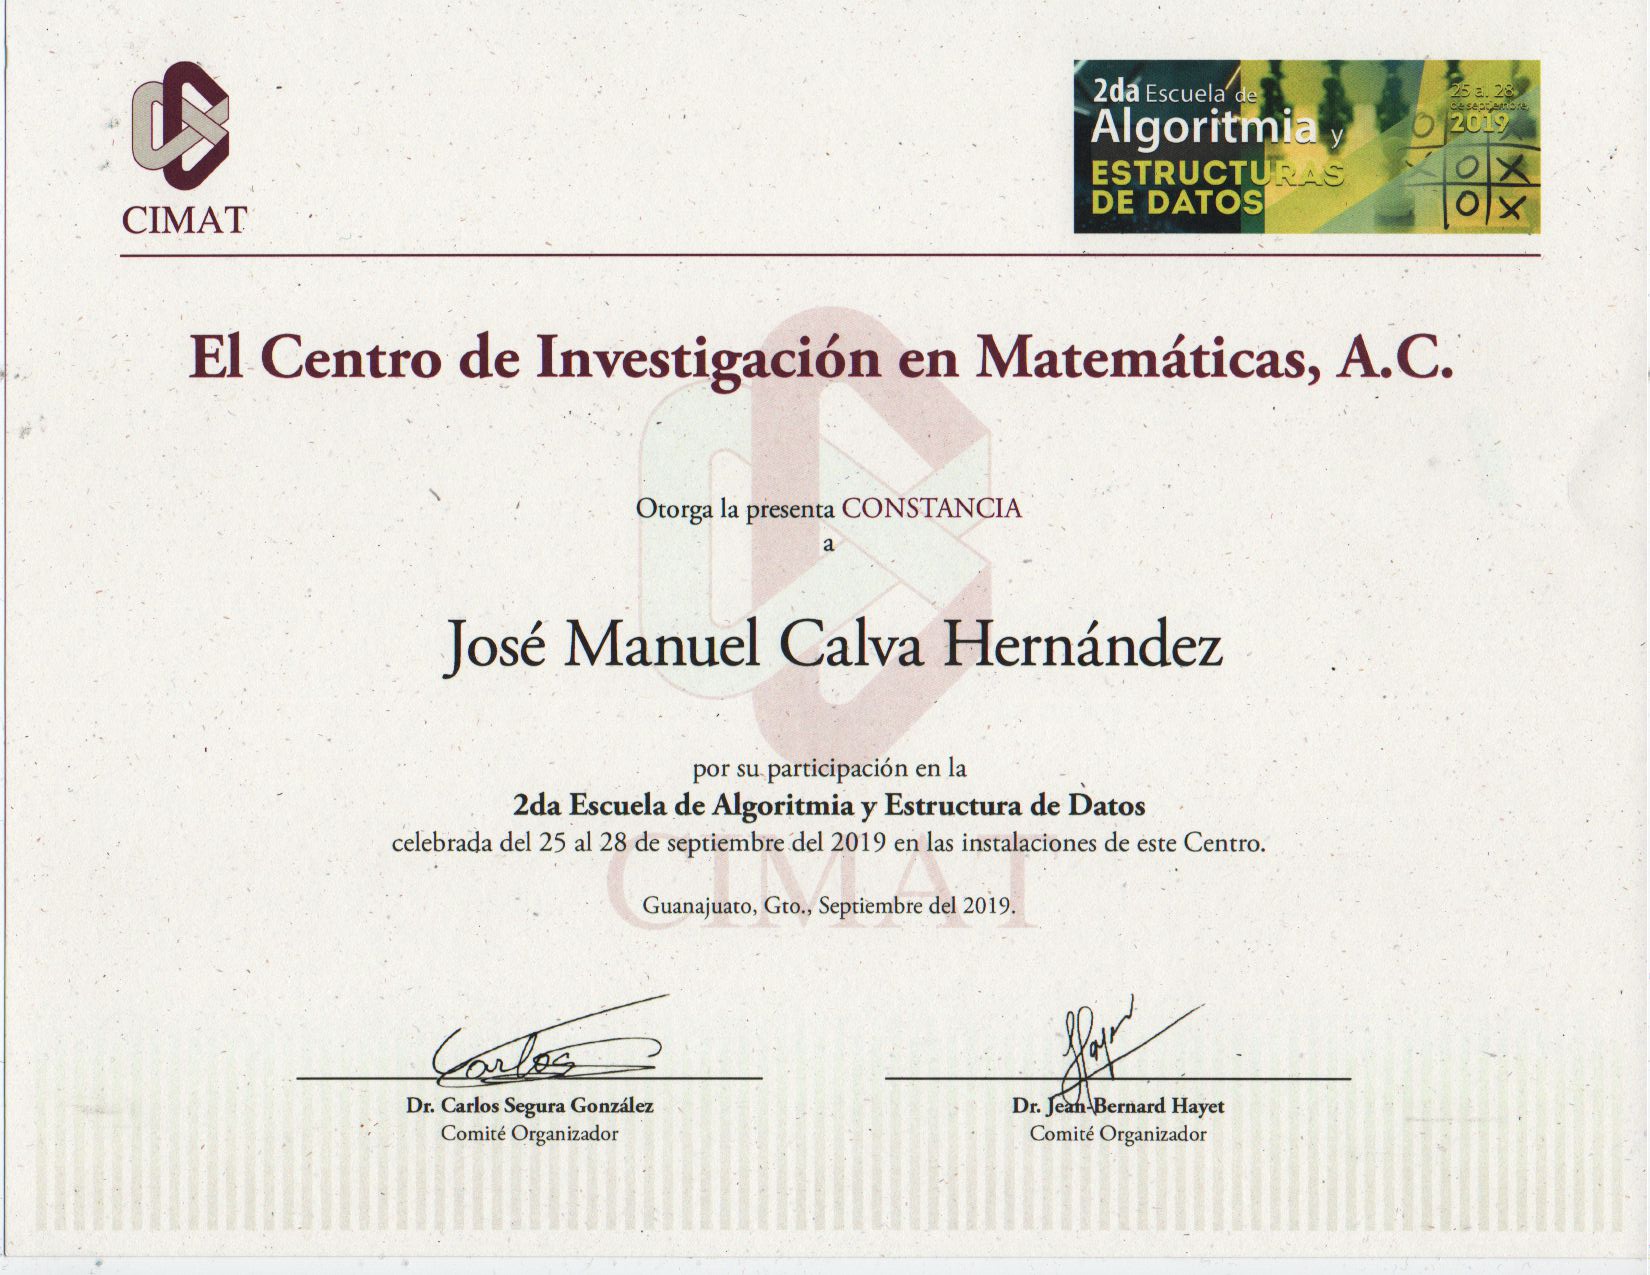 CIMAT
2da Escuela de
Algoritmia y
ESTRUCTURAS
DE DATOS
25 al 28
de septiembre,
2019
El Centro de Investigación en Matemáticas, A.C.
Otorga la presenta CONSTANCIA
a
José Manuel Calva Hernández
por su participación en la
2da Escuela de Algoritmia y Estructura de Datos
celebrada del 25 al 28 de septiembre del 2019 en las instalaciones de este Centro.
CIMAT
Guanajuato, Gto., Septiembre del 2019.
Carlos
Hayet
Dr. Carlos Segura González
Comité Organizador
Dr. Jean-Bernard Hayet
Comité Organizador